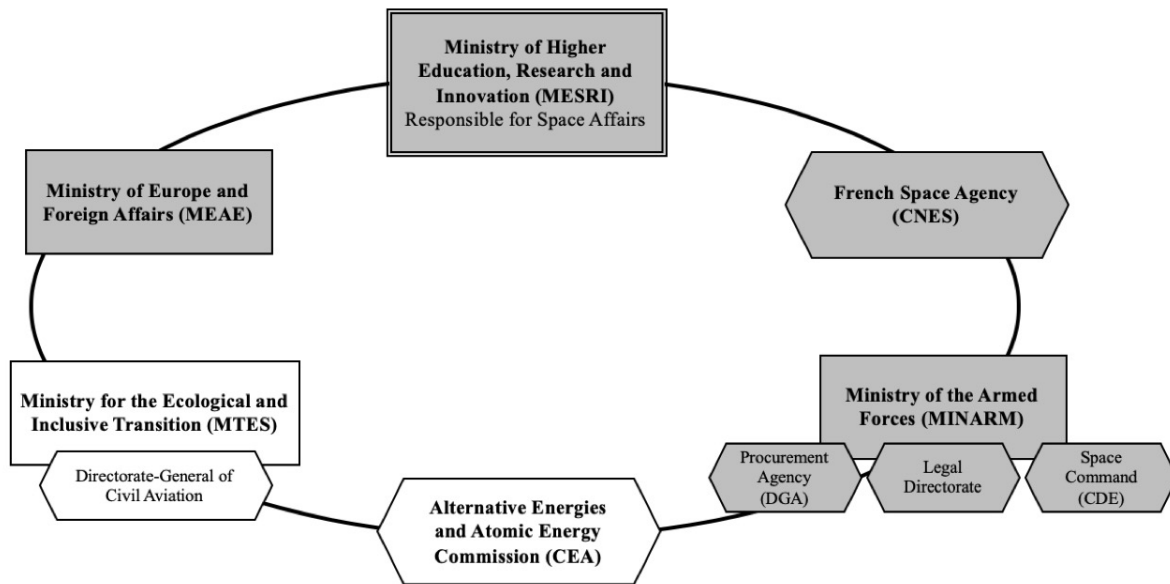 Ministry of Higher
Education, Research and
Innovation (MESRI)
Responsible for Space Affairs
Ministry of Europe and
Foreign Affairs (MEAE)
French Space Agency
(CNES)
Ministry for the Ecological and
Inclusive Transition (MTES)
Directorate-General of
Civil Aviation
Ministry of the Armed
Forces (MINARM)
Procurement
Agency
(DGA)
Legal
Directorate
Space
Command
(CDE)
Alternative Energies
and Atomic Energy
Commission (CEA)